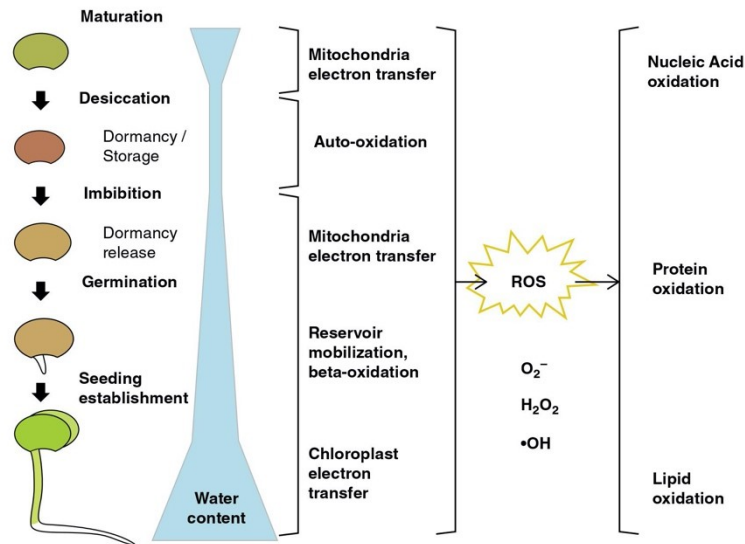 Maturation
Desiccation
Dormancy /
Storage
Imbibition
Dormancy
release
Germination
Seeding
establishment
Water
content
Mitochondria
electron transfer
Auto-oxidation
Mitochondria
electron transfer
Reservoir
mobilization,
beta-oxidation
Chloroplast
electron
transfer
ROS
O₂⁻
H₂O₂
•OH
Nucleic Acid
oxidation
Protein
oxidation
Lipid
oxidation